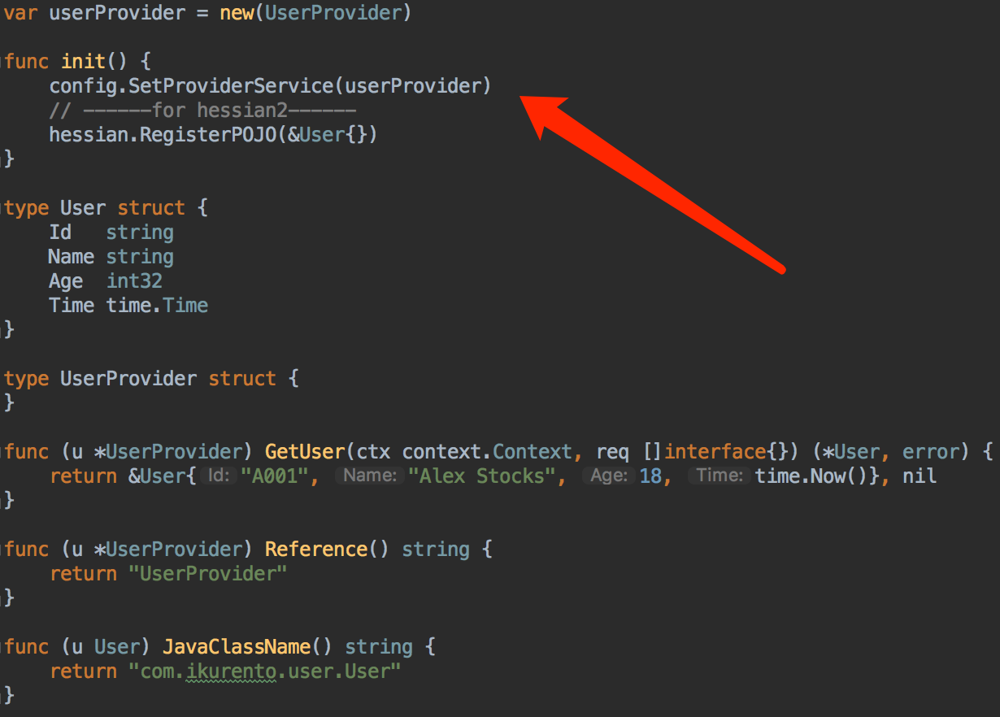 var userProvider = new(UserProvider)
func init() {
config.SetProviderService(userProvider)
// ------for hessian2------
hessian.RegisterPOJO(&User{})
}
type User struct {
Id string
Name string
Age int32
Time time.Time
}
type UserProvider struct {
}
func (u *UserProvider) GetUser(ctx context.Context, req []interface{}) (*User, error) {
return &User{ Id: "A001", Name: "Alex Stocks", Age: 18, Time: time.Now()}, nil
}
func (u *UserProvider) Reference() string {
return "UserProvider"
}
func (u User) JavaClassName() string {
return "com.ikurento.user.User"
}